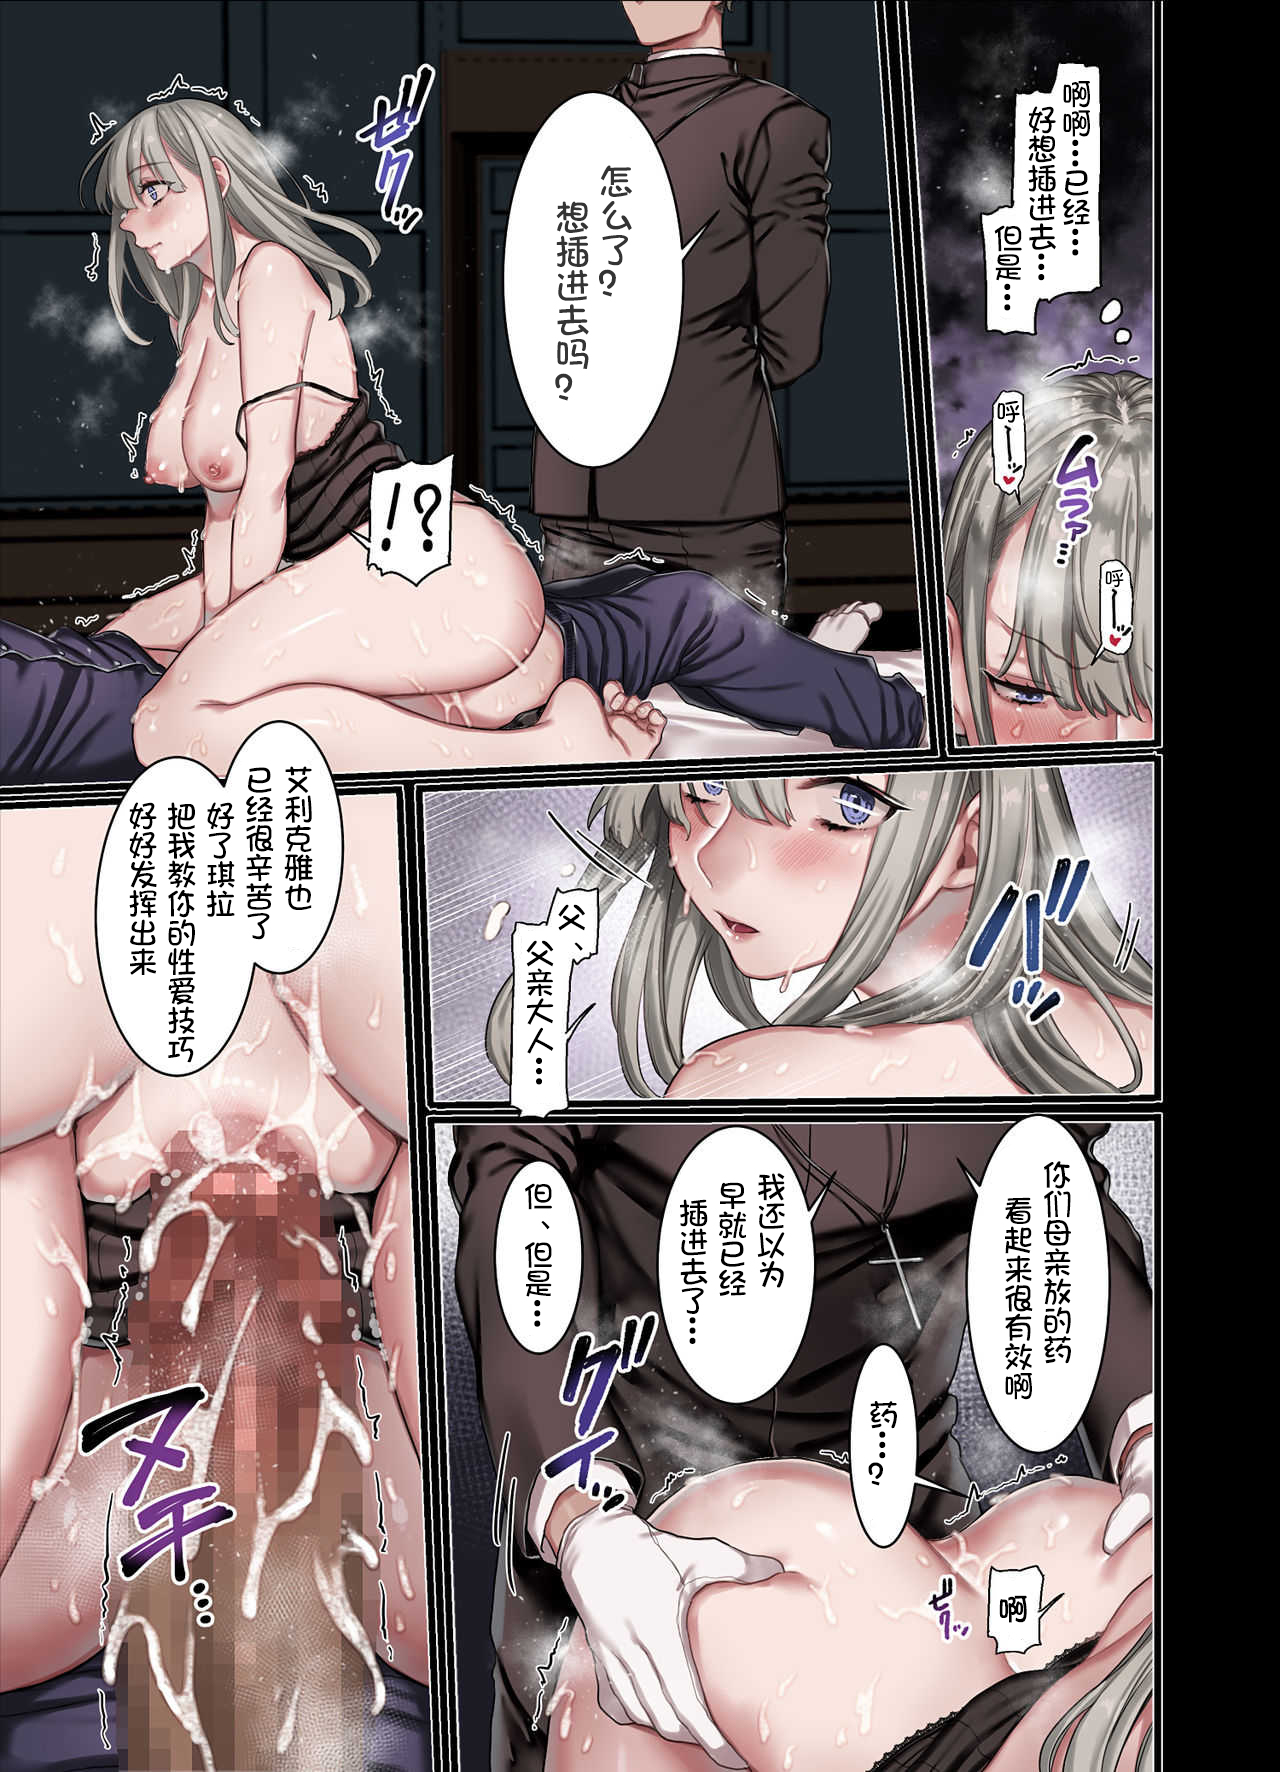 啊啊…已经…
好想插进去…
但是…
呼ー
ムラァ…
呼ー
怎么了?
想插进去吗?
ゼクッ
!?
父、
父亲大人…
你们母亲放的药
看起来很有效啊
我还以为
早就已经
插进去了…
药…?
但、但是…
グイッ
啊
ゼクッ
艾利克雅也
已经很辛苦了
好了琪拉
把我教你的性爱技巧
好好发挥出来
ヌチ…